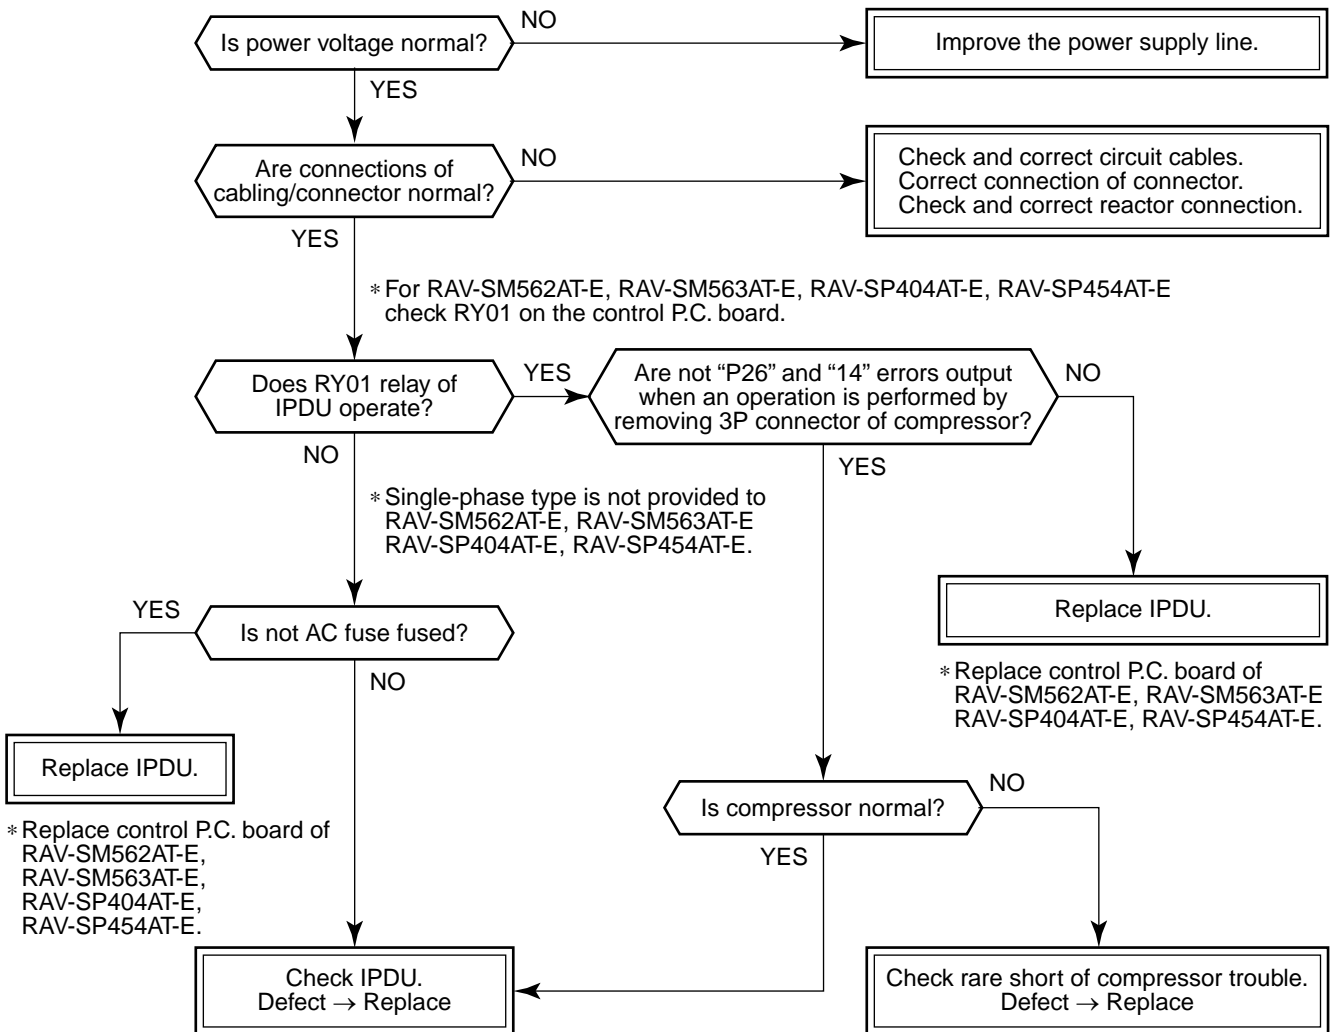 Is power voltage normal?
NO
Improve the power supply line.
YES
Are connections of
cabling/connector normal?
NO
Check and correct circuit cables.
Correct connection of connector.
Check and correct reactor connection.
YES
* For RAV-SM562AT-E, RAV-SM563AT-E, RAV-SP404AT-E, RAV-SP454AT-E
check RY01 on the control P.C. board.
Does RY01 relay of
IPDU operate?
YES
Are not “P26” and “14” errors output
when an operation is performed by
removing 3P connector of compressor?
NO
NO
YES
* Single-phase type is not provided to
RAV-SM562AT-E, RAV-SM563AT-E
RAV-SP404AT-E, RAV-SP454AT-E.
Replace IPDU.
* Replace control P.C. board of
RAV-SM562AT-E, RAV-SM563AT-E
RAV-SP404AT-E, RAV-SP454AT-E.
YES
Is not AC fuse fused?
NO
Replace IPDU.
* Replace control P.C. board of
RAV-SM562AT-E,
RAV-SM563AT-E,
RAV-SP404AT-E,
RAV-SP454AT-E.
Is compressor normal?
NO
YES
Check IPDU.
Defect → Replace
Check rare short of compressor trouble.
Defect → Replace